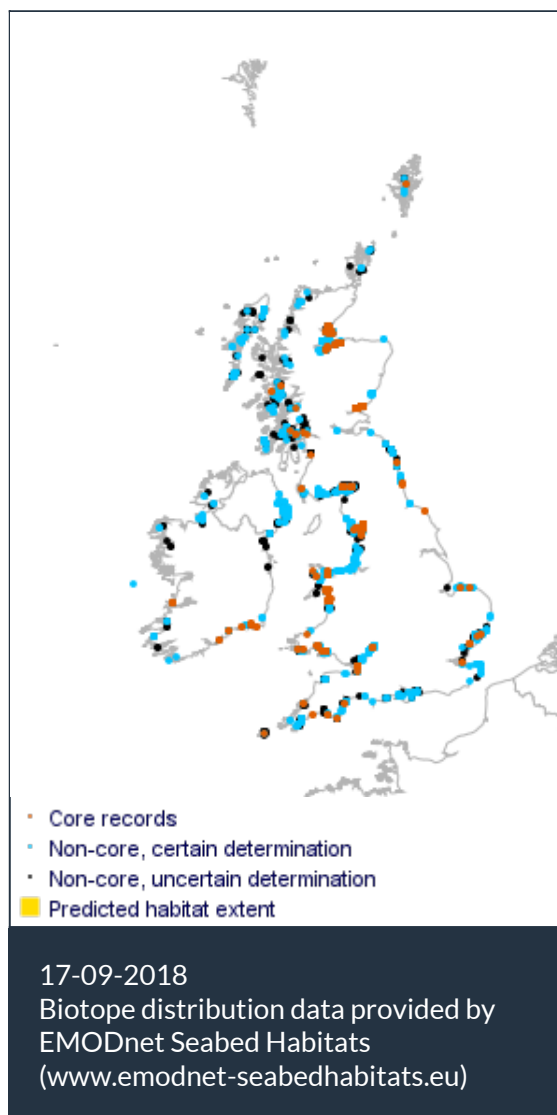 Core records
Non-core, certain determination
Non-core, uncertain determination
Predicted habitat extent
17-09-2018
Biotope distribution data provided by
EMODnet Seabed Habitats
(www.emodnet-seabedhabitats.eu)